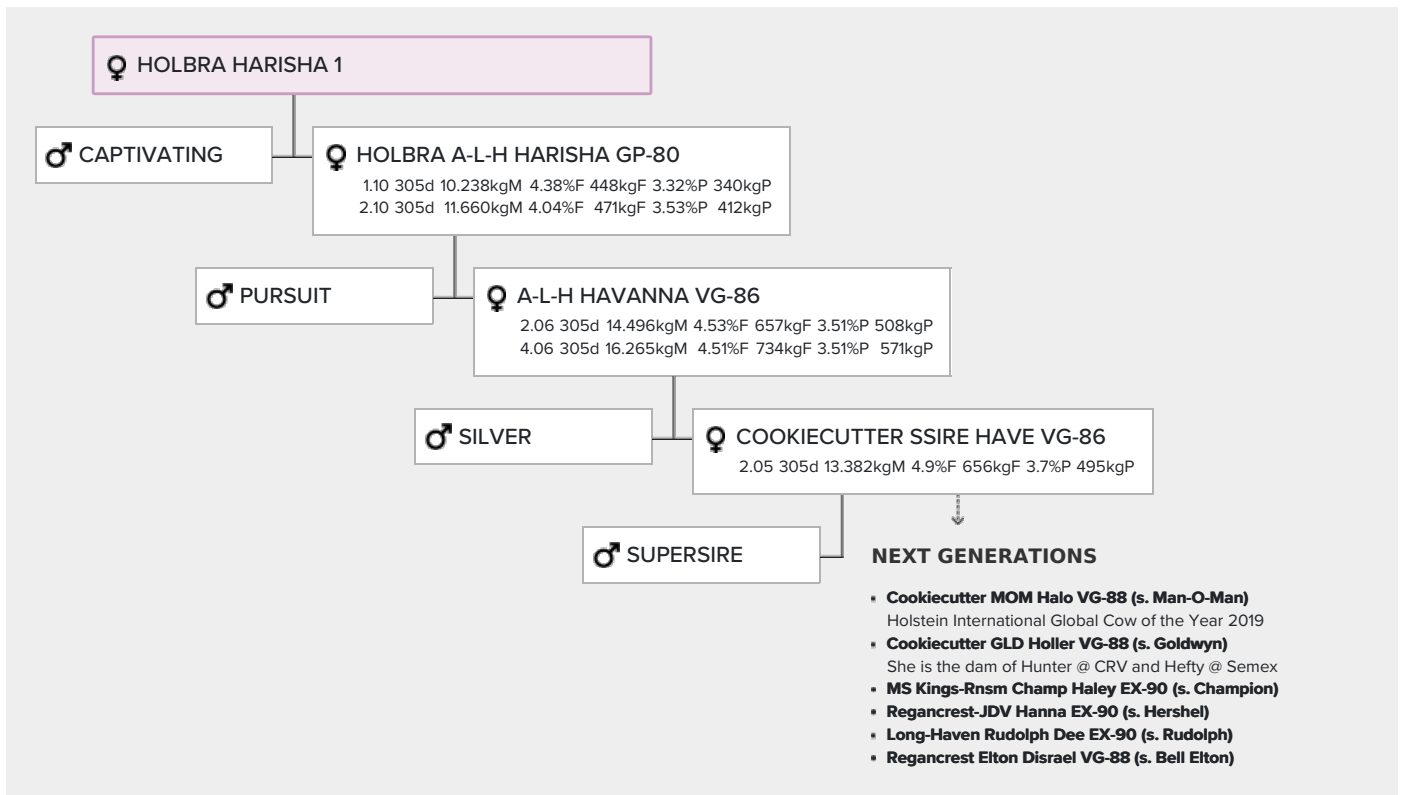 HOLBRA HARISHA 1
CAPTIVATING
HOLBRA A-L-H HARISHA GP-80
1.10 305d 10.238kgM 4.38%F 448kgF 3.32%P 340kgP
2.10 305d 11.660kgM 4.04%F 471kgF 3.53%P 412kgP
PURSUIT
A-L-H HAVANNA VG-86
2.06 305d 14.496kgM 4.53%F 657kgF 3.51%P 508kgP
4.06 305d 16.265kgM 4.51%F 734kgF 3.51%P 571kgP
SILVER
COOKIECUTTER SSIRE HAVE VG-86
2.05 305d 13.382kgM 4.9%F 656kgF 3.7%P 495kgP
SUPERSIRE
NEXT GENERATIONS
Cookiecutter MOM Halo VG-88 (s. Man-O-Man)
Holstein International Global Cow of the Year 2019
Cookiecutter GLD Holler VG-88 (s. Goldwyn)
She is the dam of Hunter @ CRV and Hefty @ Semex
MS Kings-Rnsm Champ Haley EX-90 (s. Champion)
Regancrest-JDV Hanna EX-90 (s. Hershel)
Long-Haven Rudolph Dee EX-90 (s. Rudolph)
Regancrest Elton Disrael VG-88 (s. Bell Elton)